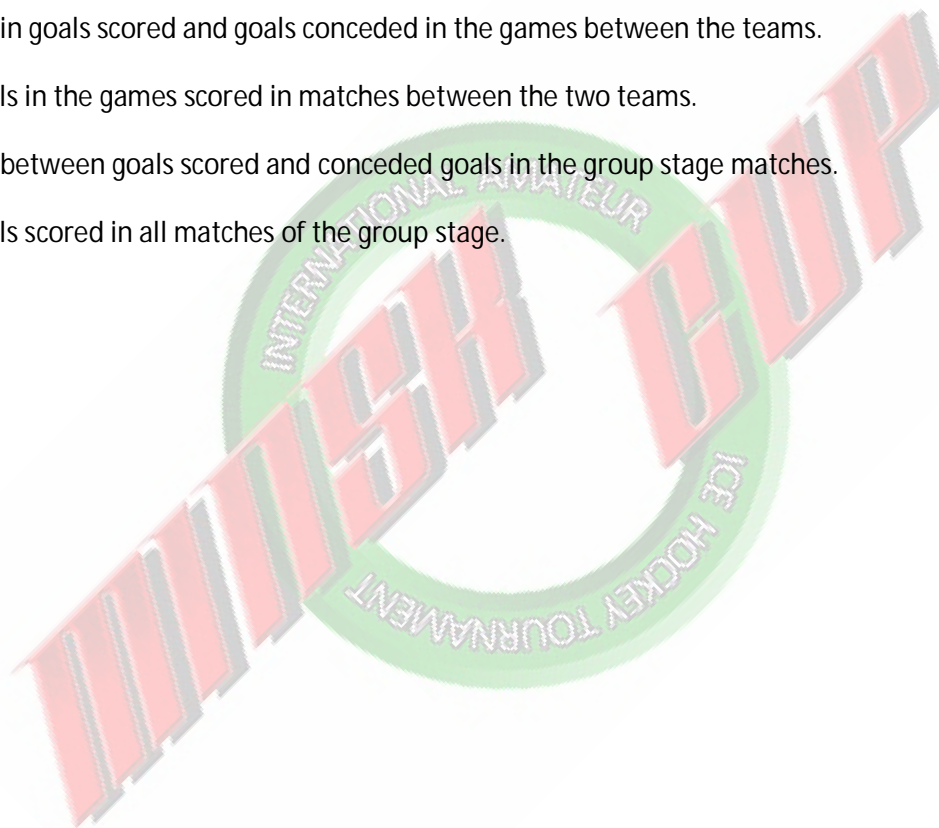 in goals scored and goals conceded in the games between the teams.
ls in the games scored in matches between the two teams.
between goals scored and conceded goals in the group stage matches.
ls scored in all matches of the group stage.
INTERNATIONAL AMATEUR
MINSK CUP
ICE HOCKEY TOURNAMENT